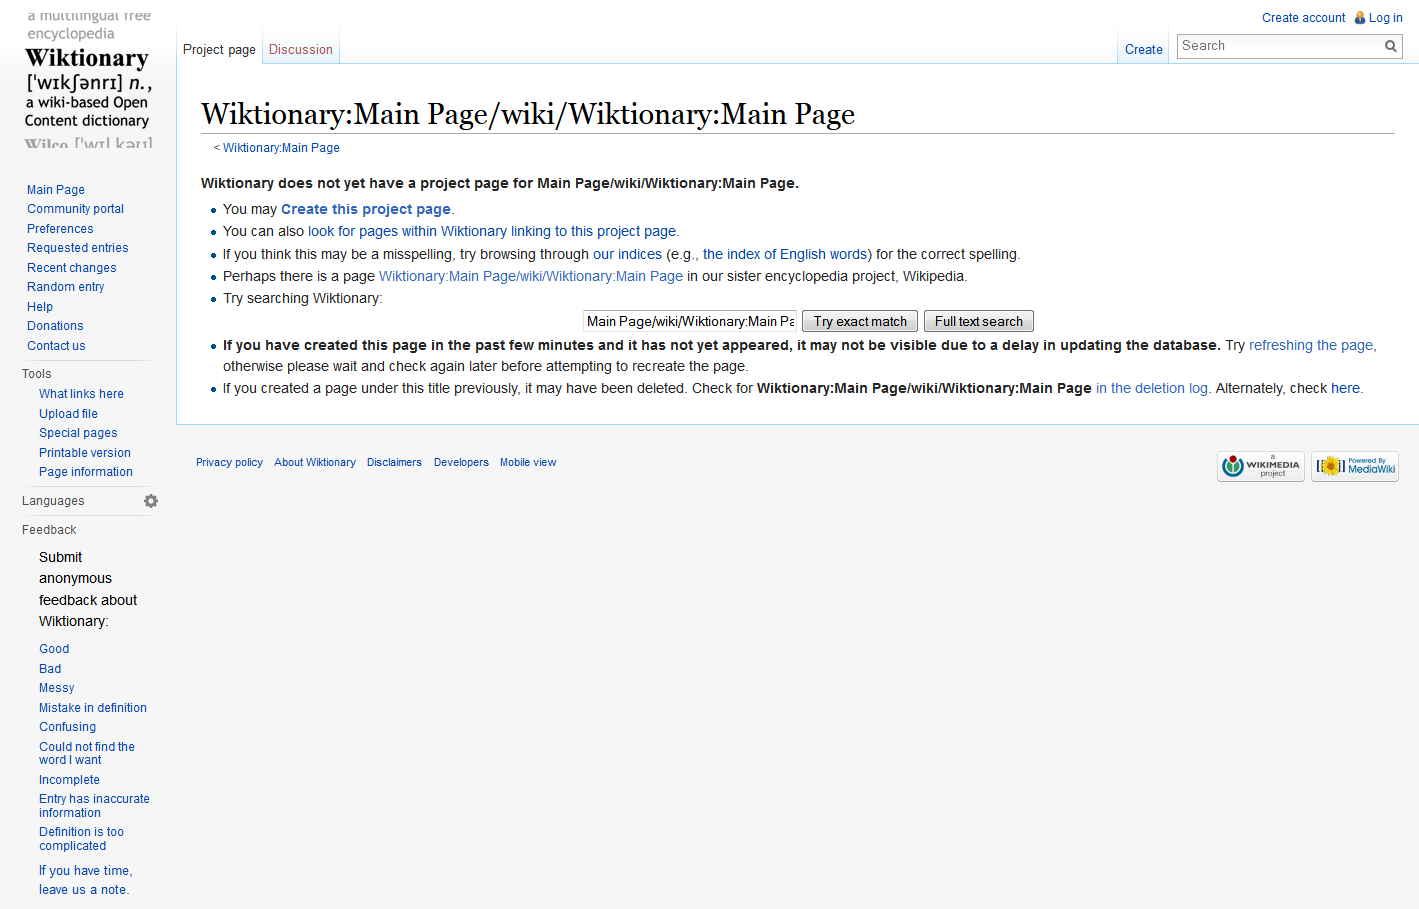 a multilingual free
encyclopedia
Wiktionary
['wɪkʃənrɪ] n.,
a wiki-based Open
Content dictionary
Wilco ['wɪl kəʊ]
Main Page
Community portal
Preferences
Requested entries
Recent changes
Random entry
Help
Donations
Contact us
Tools
What links here
Upload file
Special pages
Printable version
Page information
Languages
Feedback
Submit
anonymous
feedback about
Wiktionary:
Good
Bad
Messy
Mistake in definition
Confusing
Could not find the
word I want
Incomplete
Entry has inaccurate
information
Definition is too
complicated
If you have time,
leave us a note.
Create account Log in
Project page Discussion Create Search
Wiktionary:Main Page/wiki/Wiktionary:Main Page
< Wiktionary:Main Page
Wiktionary does not yet have a project page for Main Page/wiki/Wiktionary:Main Page.
You may Create this project page.
You can also look for pages within Wiktionary linking to this project page.
If you think this may be a misspelling, try browsing through our indices (e.g., the index of English words) for the correct spelling.
Perhaps there is a page Wiktionary:Main Page/wiki/Wiktionary:Main Page in our sister encyclopedia project, Wikipedia.
Try searching Wiktionary:
Main Page/wiki/Wiktionary:Main Pa Try exact match Full text search
If you have created this page in the past few minutes and it has not yet appeared, it may not be visible due to a delay in updating the database. Try refreshing the page,
otherwise please wait and check again later before attempting to recreate the page.
If you created a page under this title previously, it may have been deleted. Check for Wiktionary:Main Page/wiki/Wiktionary:Main Page in the deletion log. Alternately, check here.
Privacy policy About Wiktionary Disclaimers Developers Mobile view
a
WIKIMEDIA
project
Powered By
MediaWiki